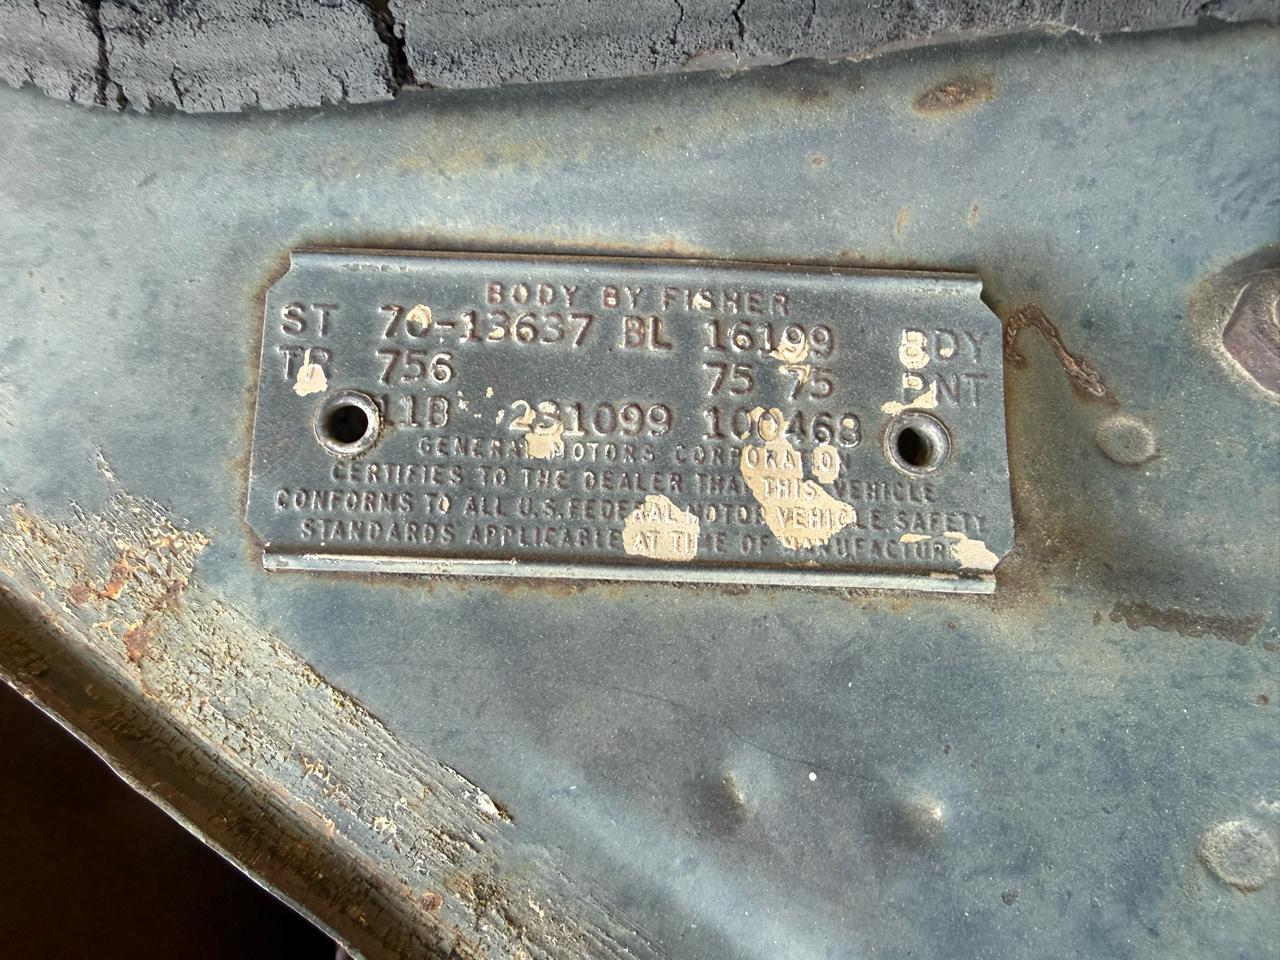 BODY BY FISHER
ST 70-13637 BL 16199 BDY
TR 756 75 75 PNT
11B 231099 100468
GENERAL MOTORS CORPORATION
CERTIFIES TO THE DEALER THAT THIS VEHICLE
CONFORMS TO ALL U.S. FEDERAL MOTOR VEHICLE SAFETY
STANDARDS APPLICABLE AT TIME OF MANUFACTURE